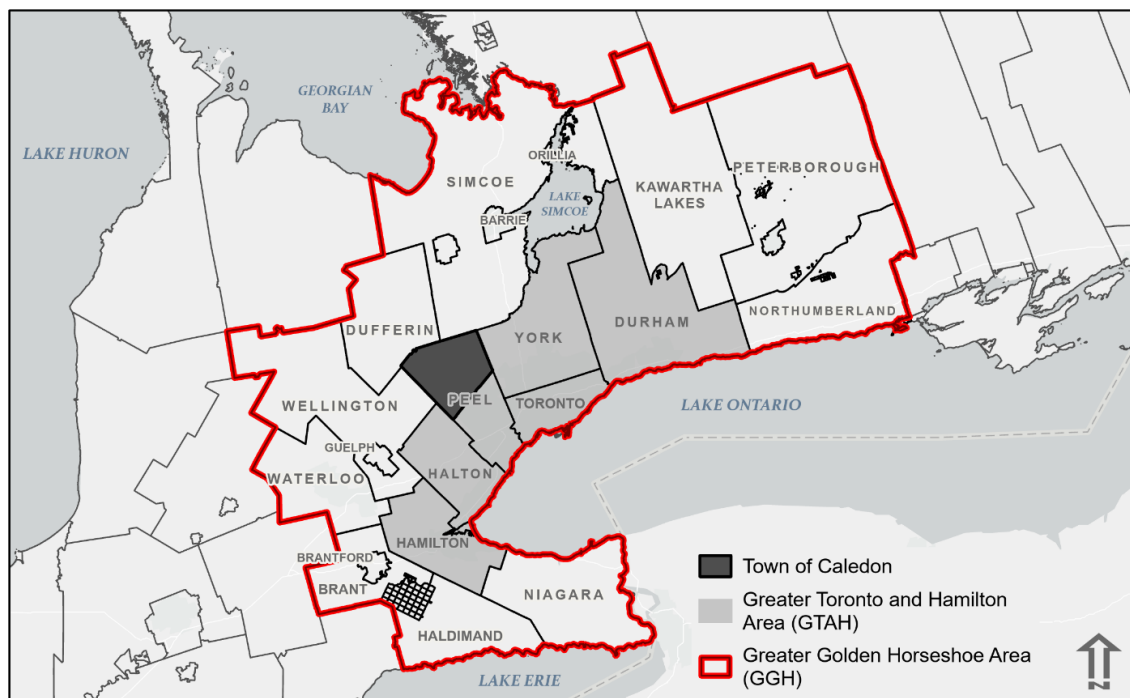 GEORGIAN
BAY
LAKE HURON
ORILLIA
SIMCOE
PETERBOROUGH
KAWARTHA
LAKES
LAKE
SIMCOE
BARRIE
NORTHUMBERLAND
DURHAM
DUFFERIN
YORK
PEEL
TORONTO
LAKE ONTARIO
WELLINGTON
GUELPH
WATERLOO
HALTON
HAMILTON
BRANTFORD
BRANT
NIAGARA
HALDIMAND
LAKE ERIE
Town of Caledon
Greater Toronto and Hamilton
Area (GTAH)
Greater Golden Horseshoe Area
(GGH)
N